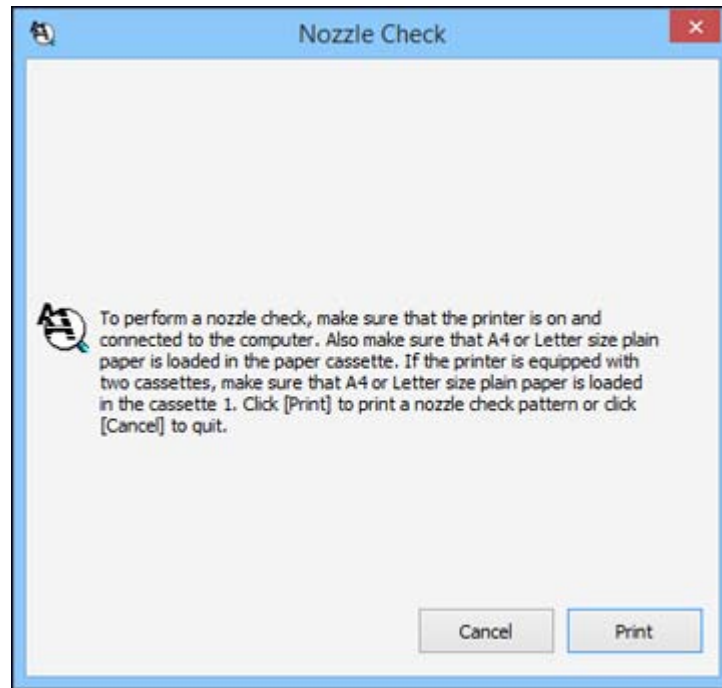 Nozzle Check
To perform a nozzle check, make sure that the printer is on and
connected to the computer. Also make sure that A4 or Letter size plain
paper is loaded in the paper cassette. If the printer is equipped with
two cassettes, make sure that A4 or Letter size plain paper is loaded
in the cassette 1. Click [Print] to print a nozzle check pattern or click
[Cancel] to quit.
Cancel Print